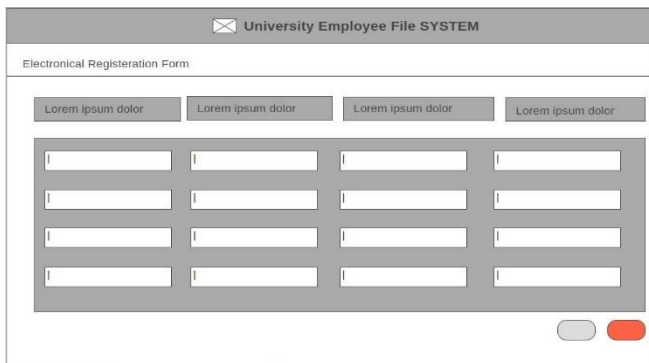 University Employee File SYSTEM
Electronical Registeration Form
Lorem ipsum dolor Lorem ipsum dolor Lorem ipsum dolor Lorem ipsum dolor